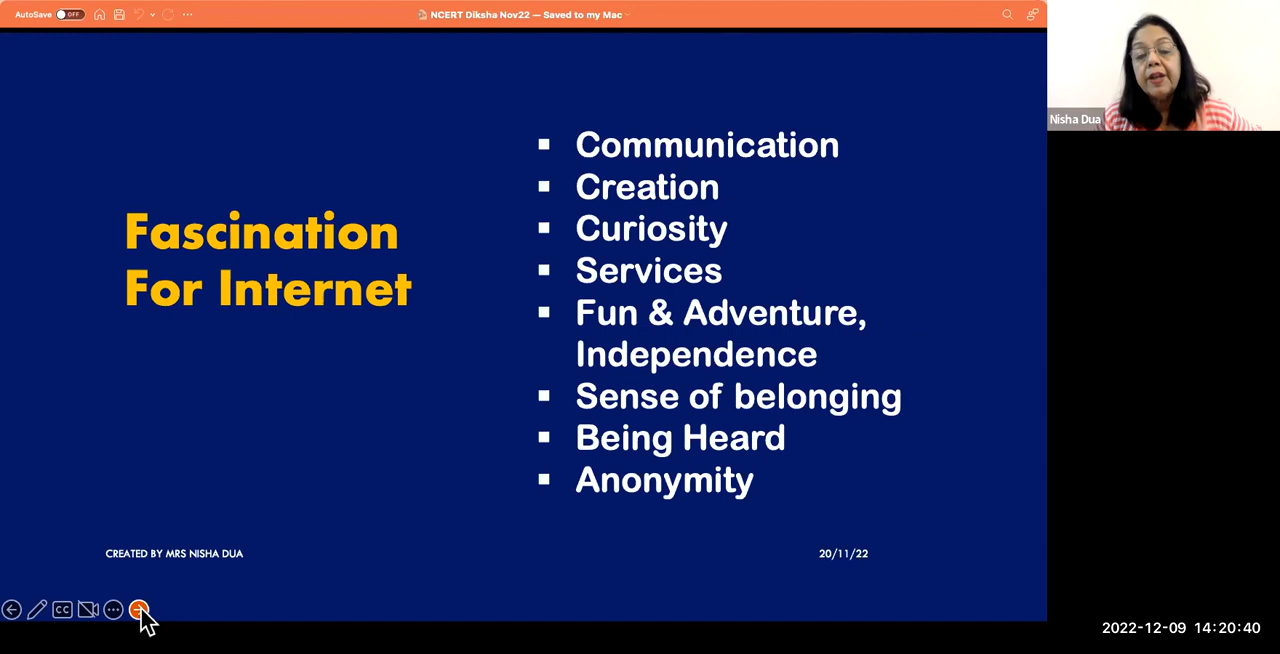 AutoSave OFF
NCERT Diksha Nov22 — Saved to my Mac
Nisha Dua
Fascination
For Internet
Communication
Creation
Curiosity
Services
Fun & Adventure,
Independence
Sense of belonging
Being Heard
Anonymity
CREATED BY MRS NISHA DUA
20/11/22
CC
2022-12-09 14:20:40